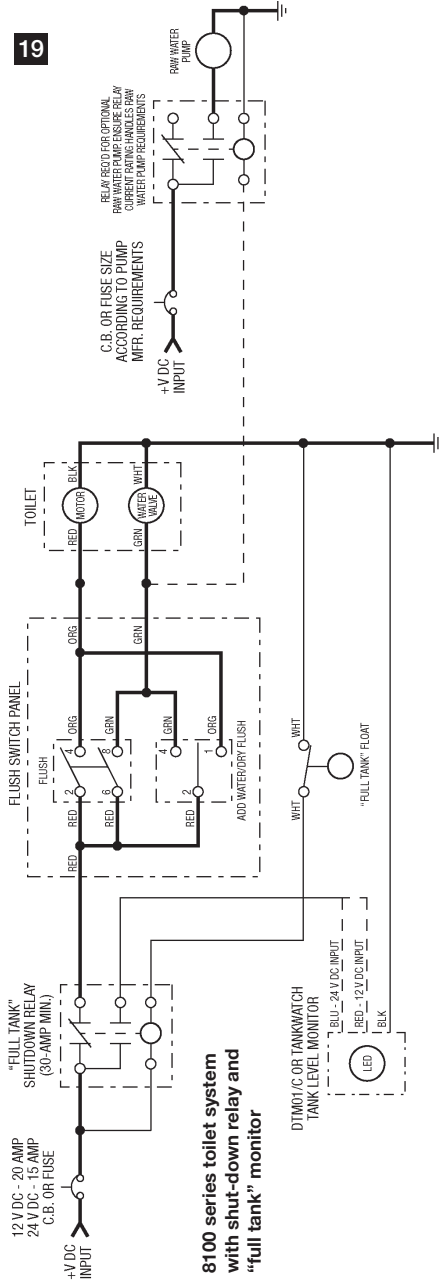 19
8100 series toilet system
with shut-down relay and
"full tank" monitor
+V DC
INPUT
12 V DC - 20 AMP
24 V DC - 15 AMP
C.B. OR FUSE
"FULL TANK"
SHUTDOWN RELAY
(30-AMP MIN.)
DTM01/C OR TANKWATCH
TANK LEVEL MONITOR
LED
BLU - 24 V DC INPUT
RED - 12 V DC INPUT
BLK
FLUSH SWITCH PANEL
RED
FLUSH
RED
2
4
ORG
ORG
RED
6
8
GRN
GRN
RED
2
4
GRN
1
ORG
ADD WATER/DRY FLUSH
WHT
WHT
"FULL TANK" FLOAT
TOILET
RED
MOTOR
BLK
GRN
WATER
VALVE
WHT
+V DC
INPUT
C.B. OR FUSE SIZE
ACCORDING TO PUMP
MFR. REQUIREMENTS
RELAY REQ'D FOR OPTIONAL
RAW WATER PUMP. ENSURE RELAY
CURRENT RATING HANDLES RAW
WATER PUMP REQUIREMENTS
RAW WATER
PUMP